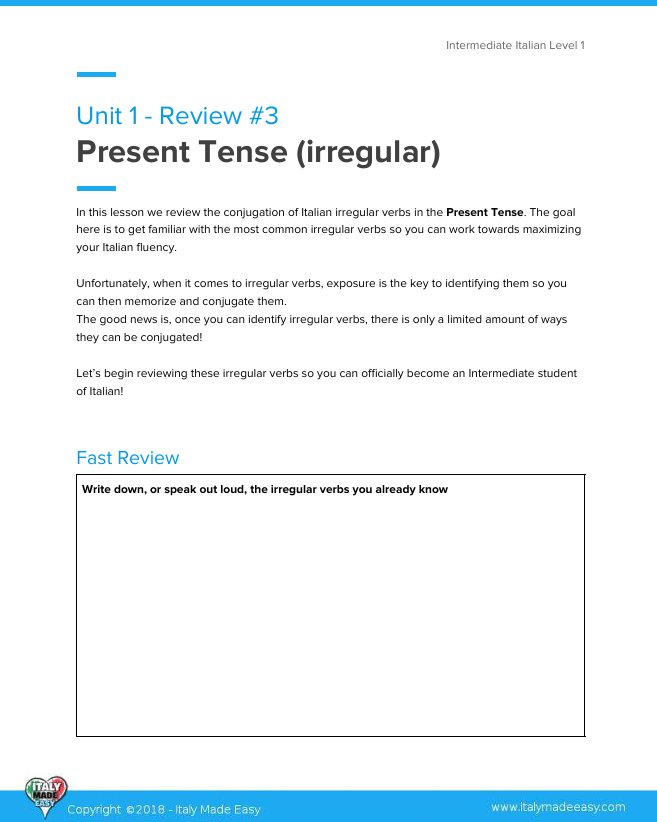 Intermediate Italian Level 1
Unit 1 - Review #3
Present Tense (irregular)
In this lesson we review the conjugation of Italian irregular verbs in the Present Tense. The goal
here is to get familiar with the most common irregular verbs so you can work towards maximizing
your Italian fluency.
Unfortunately, when it comes to irregular verbs, exposure is the key to identifying them so you
can then memorize and conjugate them.
The good news is, once you can identify irregular verbs, there is only a limited amount of ways
they can be conjugated!
Let’s begin reviewing these irregular verbs so you can officially become an Intermediate student
of Italian!
Fast Review
Write down, or speak out loud, the irregular verbs you already know
ITALY
MADE
EASY
Copyright ©2018 - Italy Made Easy
www.italymadeeasy.com